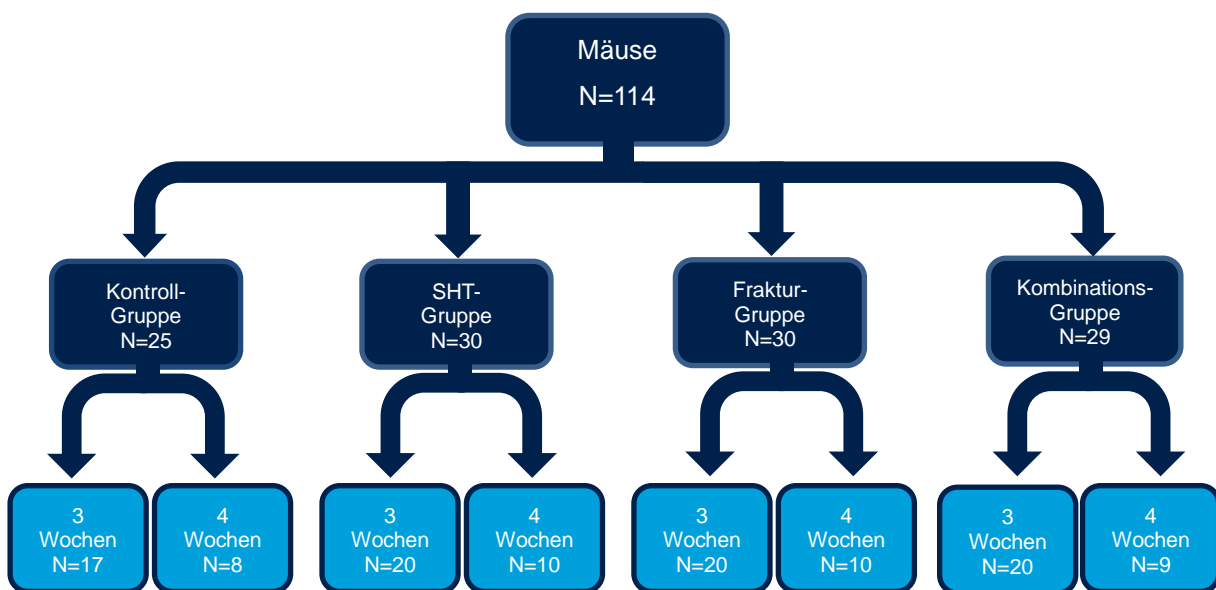 Mäuse
N=114
Kontroll-
Gruppe
N=25
SHT-
Gruppe
N=30
Fraktur-
Gruppe
N=30
Kombinations-
Gruppe
N=29
3
Wochen
N=17
4
Wochen
N=8
3
Wochen
N=20
4
Wochen
N=10
3
Wochen
N=20
4
Wochen
N=10
3
Wochen
N=20
4
Wochen
N=9